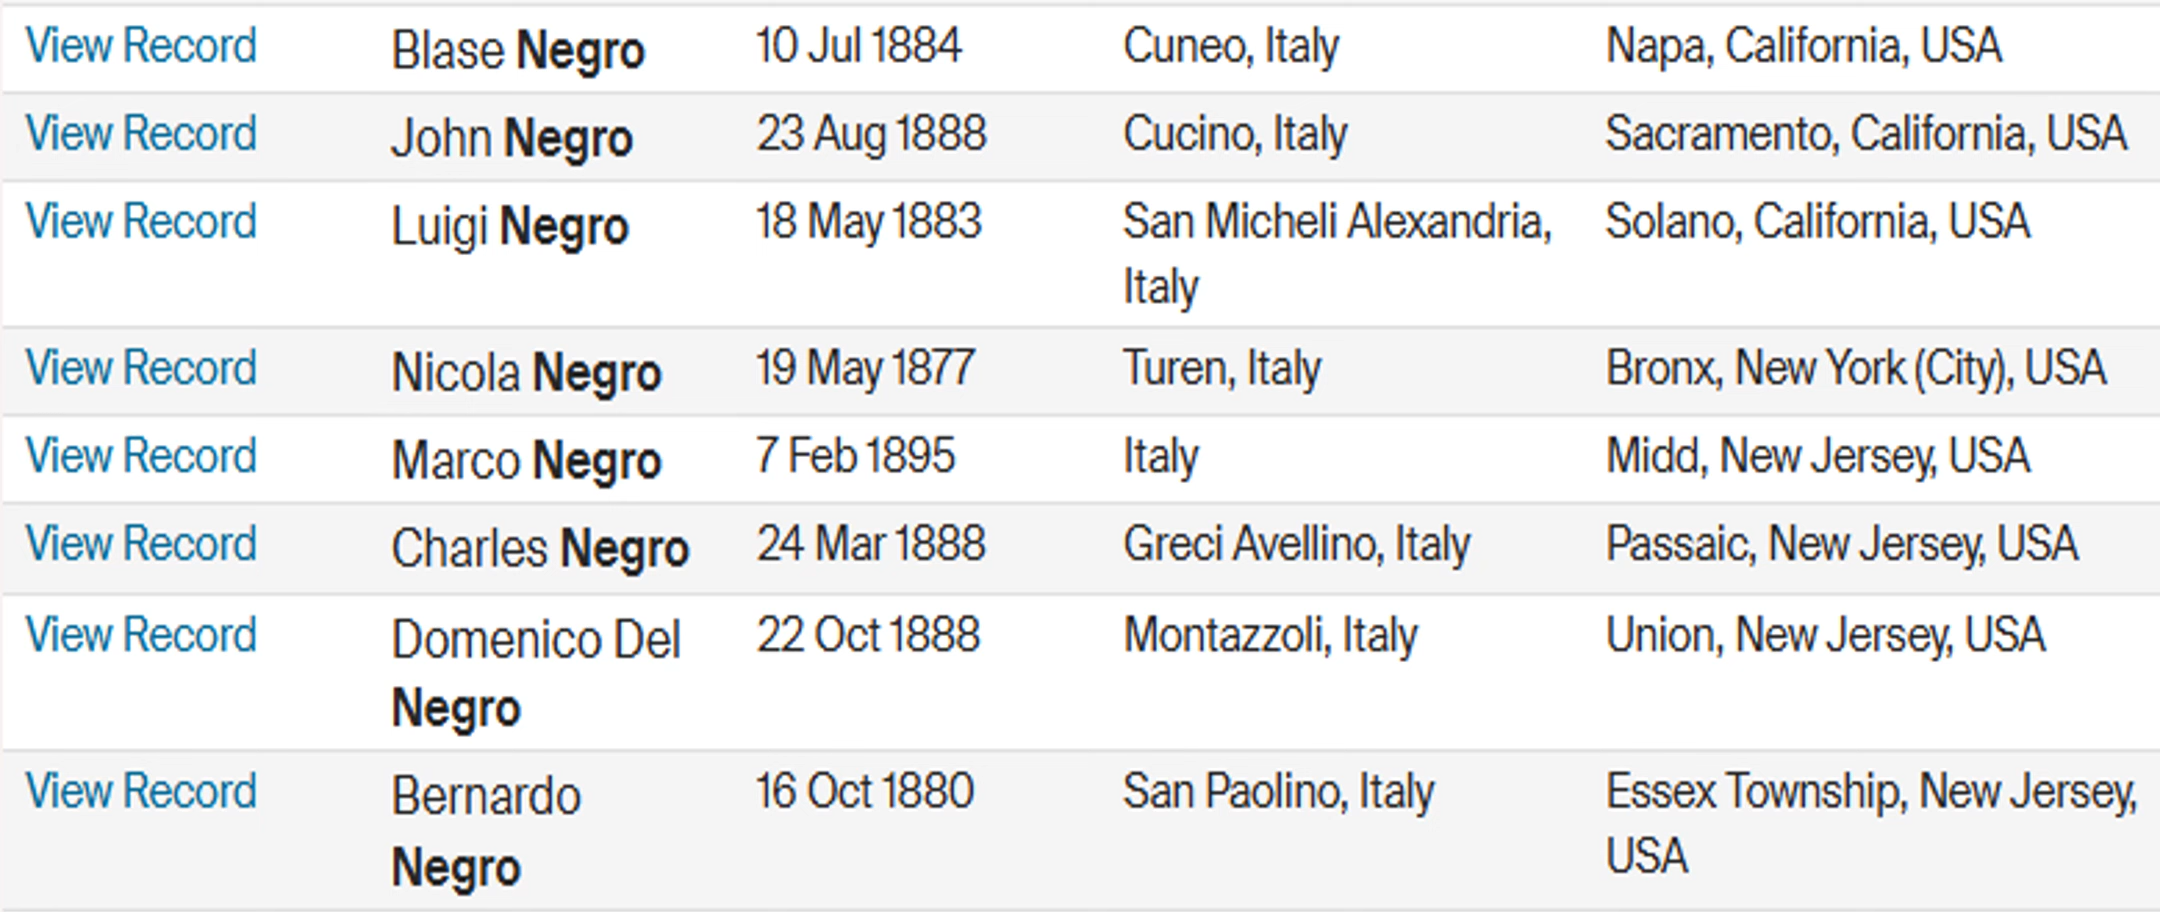 View Record Blase Negro 10 Jul 1884 Cuneo, Italy Napa, California, USA
View Record John Negro 23 Aug 1888 Cucino, Italy Sacramento, California, USA
View Record Luigi Negro 18 May 1883 San Micheli Alexandria, Solano, California, USA
Italy
View Record Nicola Negro 19 May 1877 Turen, Italy Bronx, New York (City), USA
View Record Marco Negro 7 Feb 1895 Italy Midd, New Jersey, USA
View Record Charles Negro 24 Mar 1888 Greci Avellino, Italy Passaic, New Jersey, USA
View Record Domenico Del 22 Oct 1888 Montazzoli, Italy Union, New Jersey, USA
Negro
View Record Bernardo 16 Oct 1880 San Paolino, Italy Essex Township, New Jersey,
Negro USA